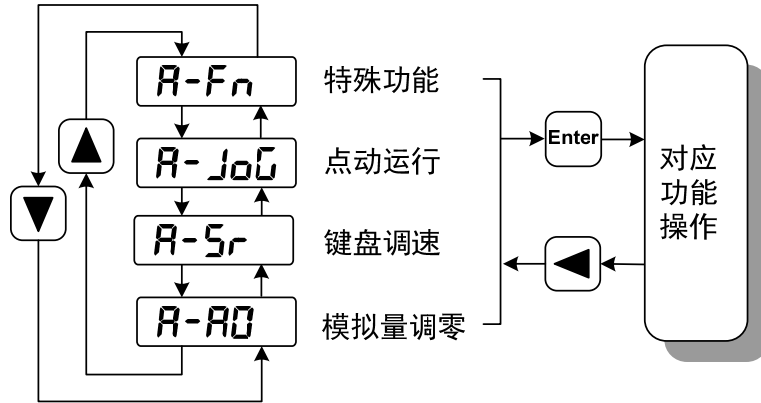 A-Fn 特殊功能
A-JoG 点动运行
A-Sr 键盘调速
A-A0 模拟量调零
Enter
对应
功能
操作